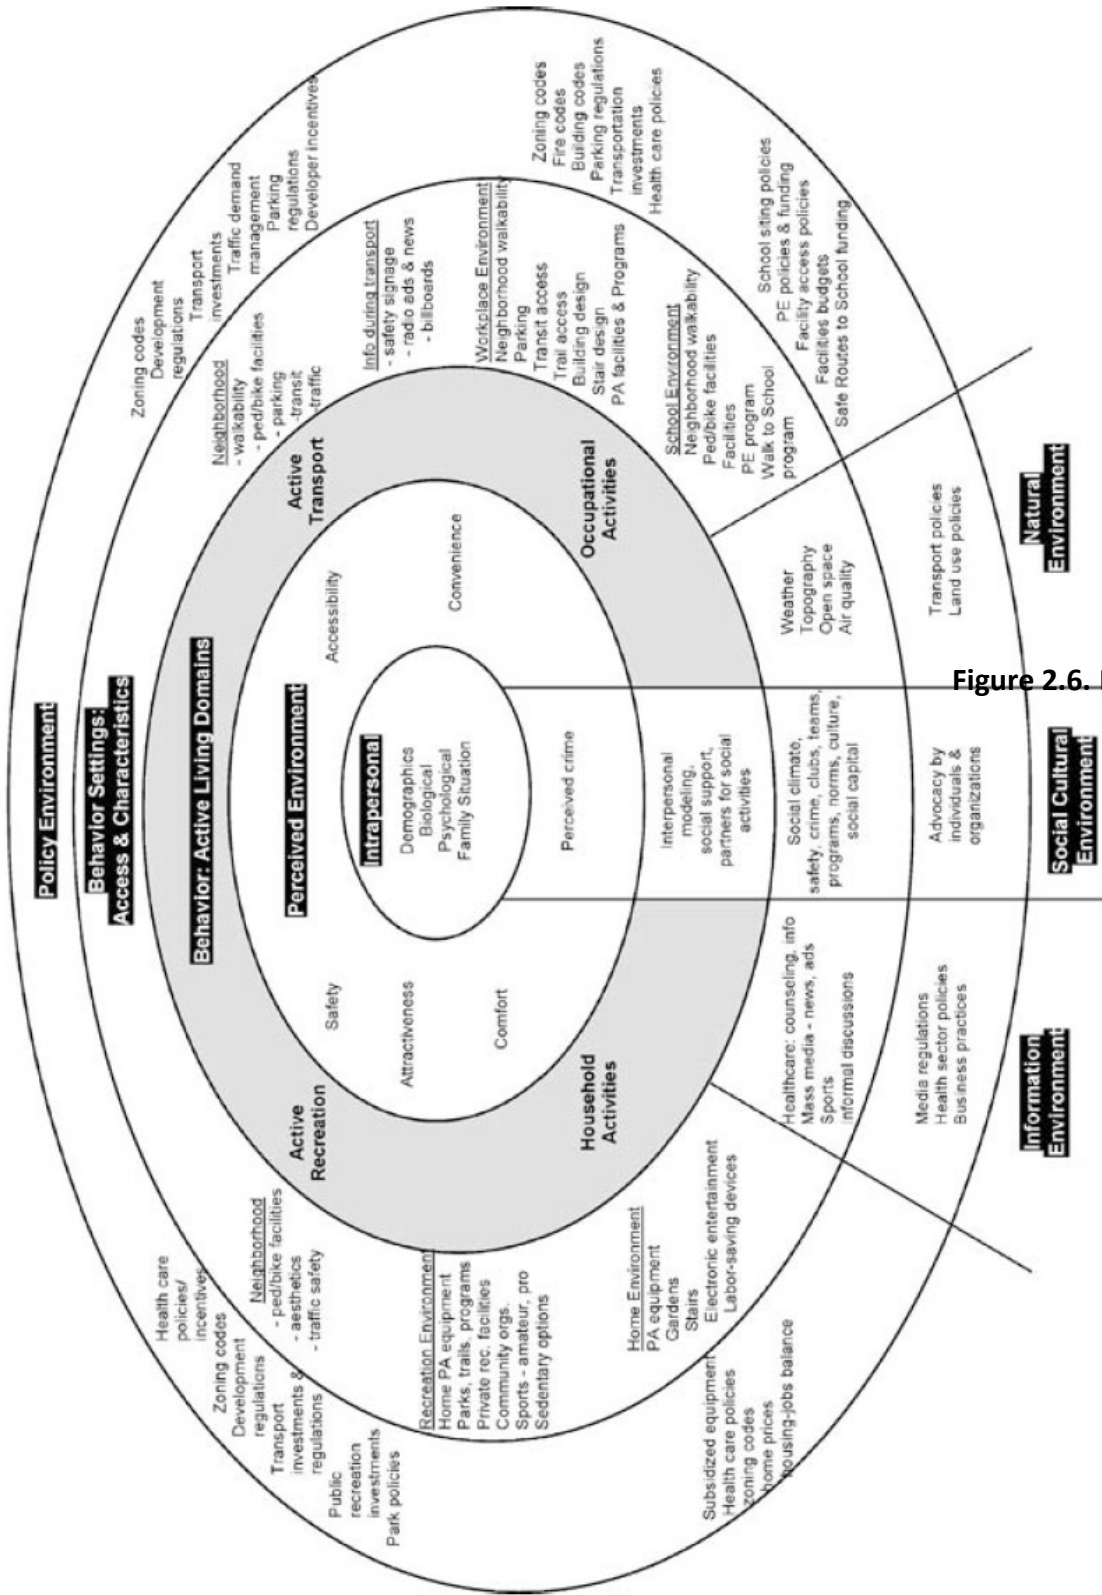 Policy Environment
Behavior Settings:
Access & Characteristics
Behavior: Active Living Domains
Perceived Environment
Intrapersonal
Demographics
Biological
Psychological
Family Situation
Safety
Attractiveness
Comfort
Accessibility
Convenience
Perceived crime
Active
Recreation
Active
Transport
Household
Activities
Occupational
Activities
Interpersonal
modeling,
social support,
partners for social
activities
Health care
policies/
incentives
Zoning codes
Development
regulations
Transport
investments &
regulations
Public
recreation
investments
Park policies
Neighborhood
- ped/bike facilities
- aesthetics
- traffic safety
Recreation Environment
Home PA equipment
Parks, trails, programs
Private rec. facilities
Community orgs.
Sports - amateur, pro
Sedentary options
Home Environment
PA equipment
Gardens
Stairs
Electronic entertainment
Labor-saving devices
Subsidized equipment
Health care policies
zoning codes
home prices
housing-jobs balance
Zoning codes
Development
regulations
Transport
investments
Traffic demand
management
Parking
regulations
Developer incentives
Neighborhood
- walkability
- ped/bike facilities
- parking
-transit
-traffic
Info during transport
- safety signage
- radio ads & news
- billboards
Workplace Environment
Neighborhood walkability
Parking
Transit access
Trail access
Building design
Stair design
PA facilities & Programs
Zoning codes
Fire codes
Building codes
Parking regulations
Transportation
investments
Health care policies
School Environment
Neighborhood walkability
Ped/bike facilities
Facilities
PE program
Walk to School
program
School siting policies
PE policies & funding
Facility access policies
Facilities budgets
Safe Routes to School funding
Healthcare: counseling, info
Mass media - news, ads
Sports
Informal discussions
Social climate,
safety, crime, clubs, teams,
programs, norms, culture,
social capital
Weather
Topography
Open space
Air quality
Media regulations
Health sector policies
Business practices
Advocacy by
individuals &
organizations
Transport policies
Land use policies
Information
Environment
Social Cultural
Environment
Natural
Environment
Figure 2.6.